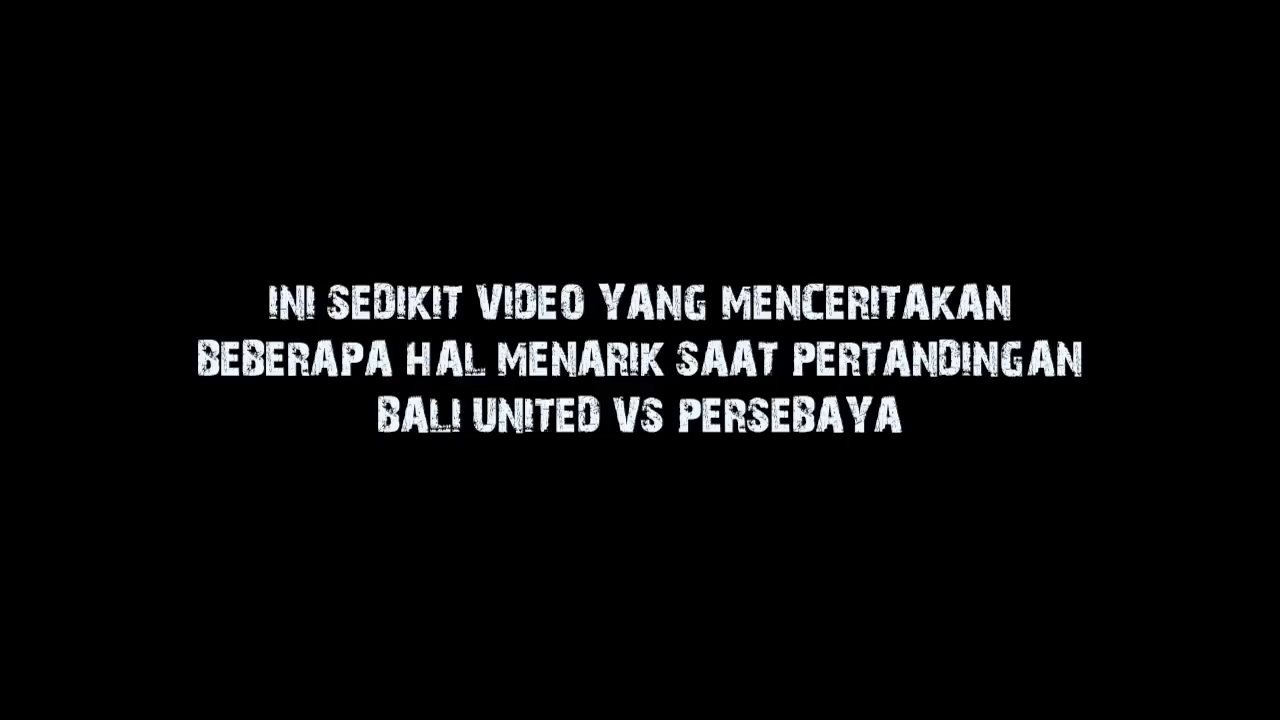 INI SEDIKIT VIDEO YANG MENCERITAKAN
BEBERAPA HAL MENARIK SAAT PERTANDINGAN
BALI UNITED VS PERSEBAYA